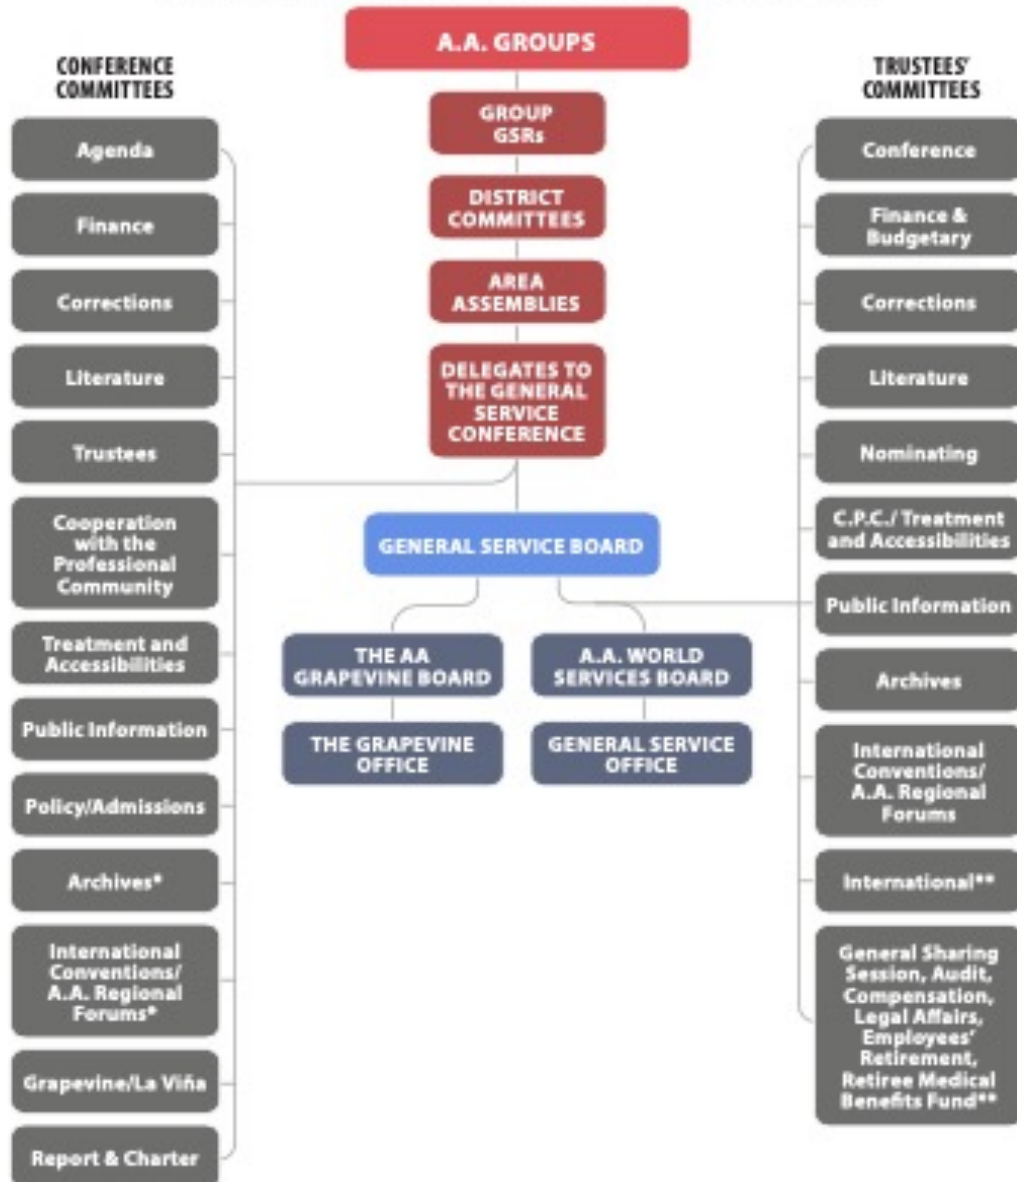 A.A. GROUPS
CONFERENCE
COMMITTEES
Agenda
Finance
Corrections
Literature
Trustees
Cooperation
with the
Professional
Community
Treatment and
Accessibilities
Public Information
Policy/Admissions
Archives*
International
Conventions/
A.A. Regional
Forums*
Grapevine/La Viña
Report & Charter
GROUP
GSRs
DISTRICT
COMMITTEES
AREA
ASSEMBLIES
DELEGATES TO
THE GENERAL
SERVICE
CONFERENCE
GENERAL SERVICE BOARD
THE AA
GRAPEVINE BOARD
A.A. WORLD
SERVICES BOARD
THE GRAPEVINE
OFFICE
GENERAL SERVICE
OFFICE
TRUSTEES'
COMMITTEES
Conference
Finance &
Budgetary
Corrections
Literature
Nominating
C.P.C./ Treatment
and Accessibilities
Public Information
Archives
International
Conventions/
A.A. Regional
Forums
International**
General Sharing
Session, Audit,
Compensation,
Legal Affairs,
Employees'
Retirement,
Retiree Medical
Benefits Fund**